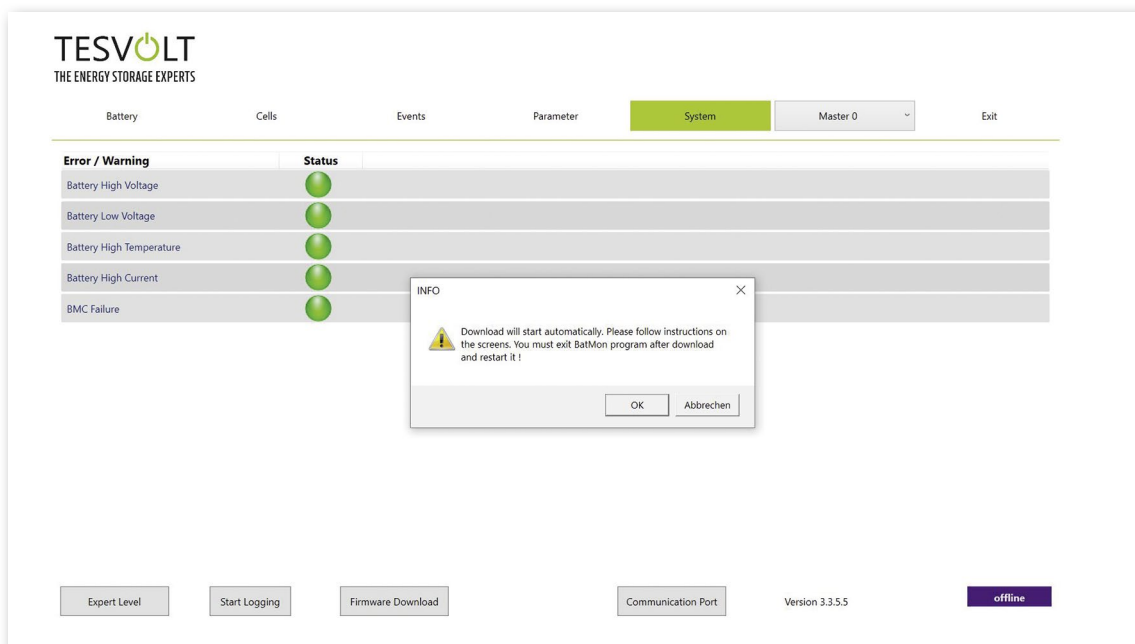 TESVOLT
THE ENERGY STORAGE EXPERTS
Battery Cells Events Parameter System Master 0 Exit
Error / Warning Status
Battery High Voltage
Battery Low Voltage
Battery High Temperature
Battery High Current
BMC Failure
INFO
Download will start automatically. Please follow instructions on
the screens. You must exit BatMon program after download
and restart it !
OK Abbrechen
Expert Level Start Logging Firmware Download Communication Port Version 3.3.5.5 offline